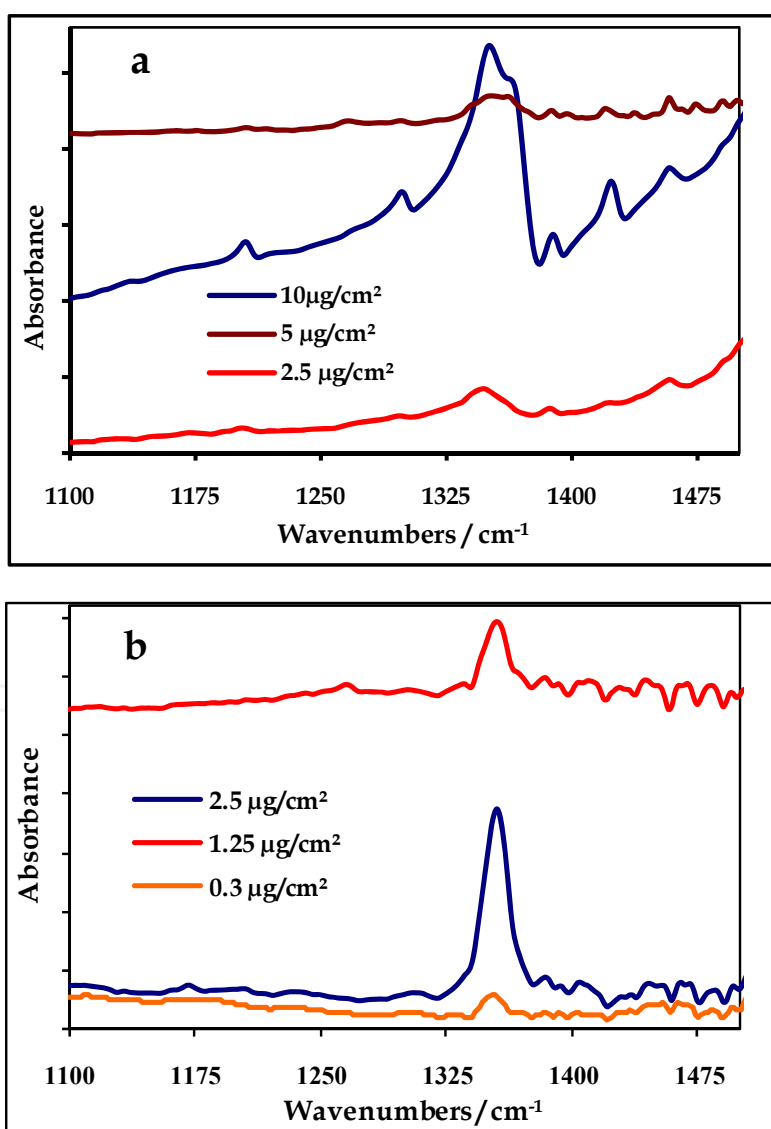 a
Absorbance
10μg/cm²
5 μg/cm²
2.5 μg/cm²
1100 1175 1250 1325 1400 1475
Wavenumbers / cm⁻¹
b
Absorbance
2.5 μg/cm²
1.25 μg/cm²
0.3 μg/cm²
1100 1175 1250 1325 1400 1475
Wavenumbers / cm⁻¹